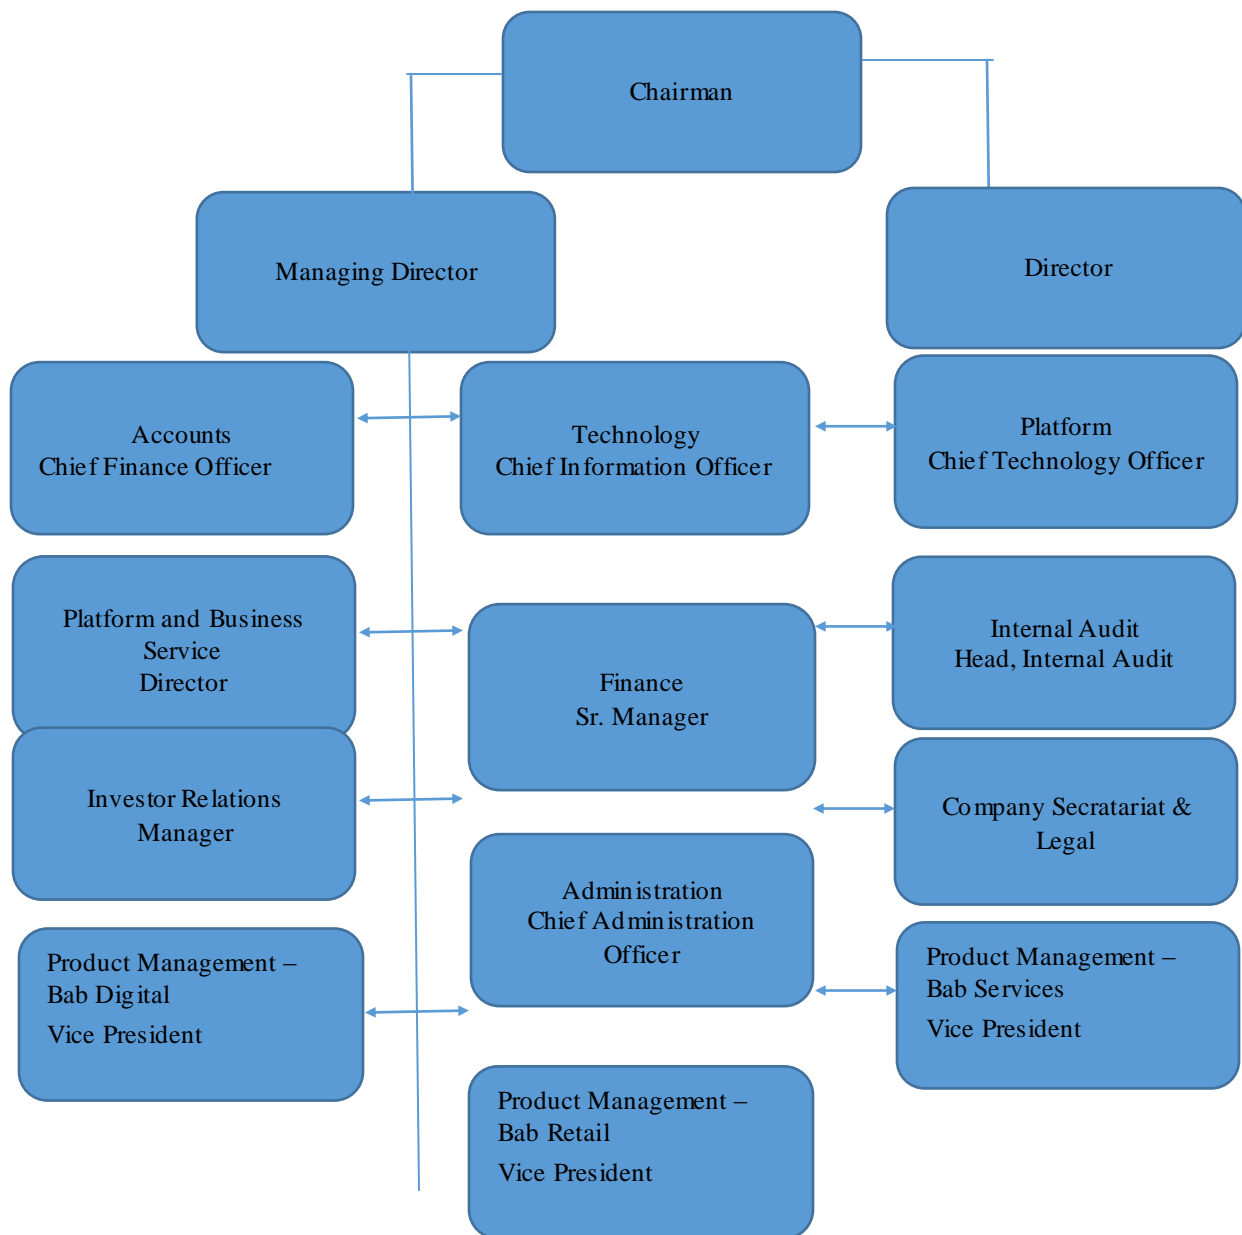 Chairman
Managing Director
Director
Accounts
Chief Finance Officer
Technology
Chief Information Officer
Platform
Chief Technology Officer
Platform and Business
Service
Director
Finance
Sr. Manager
Internal Audit
Head, Internal Audit
Investor Relations
Manager
Company Secratariat &
Legal
Administration
Chief Administration
Officer
Product Management –
Bab Digital
Vice President
Product Management –
Bab Services
Vice President
Product Management –
Bab Retail
Vice President